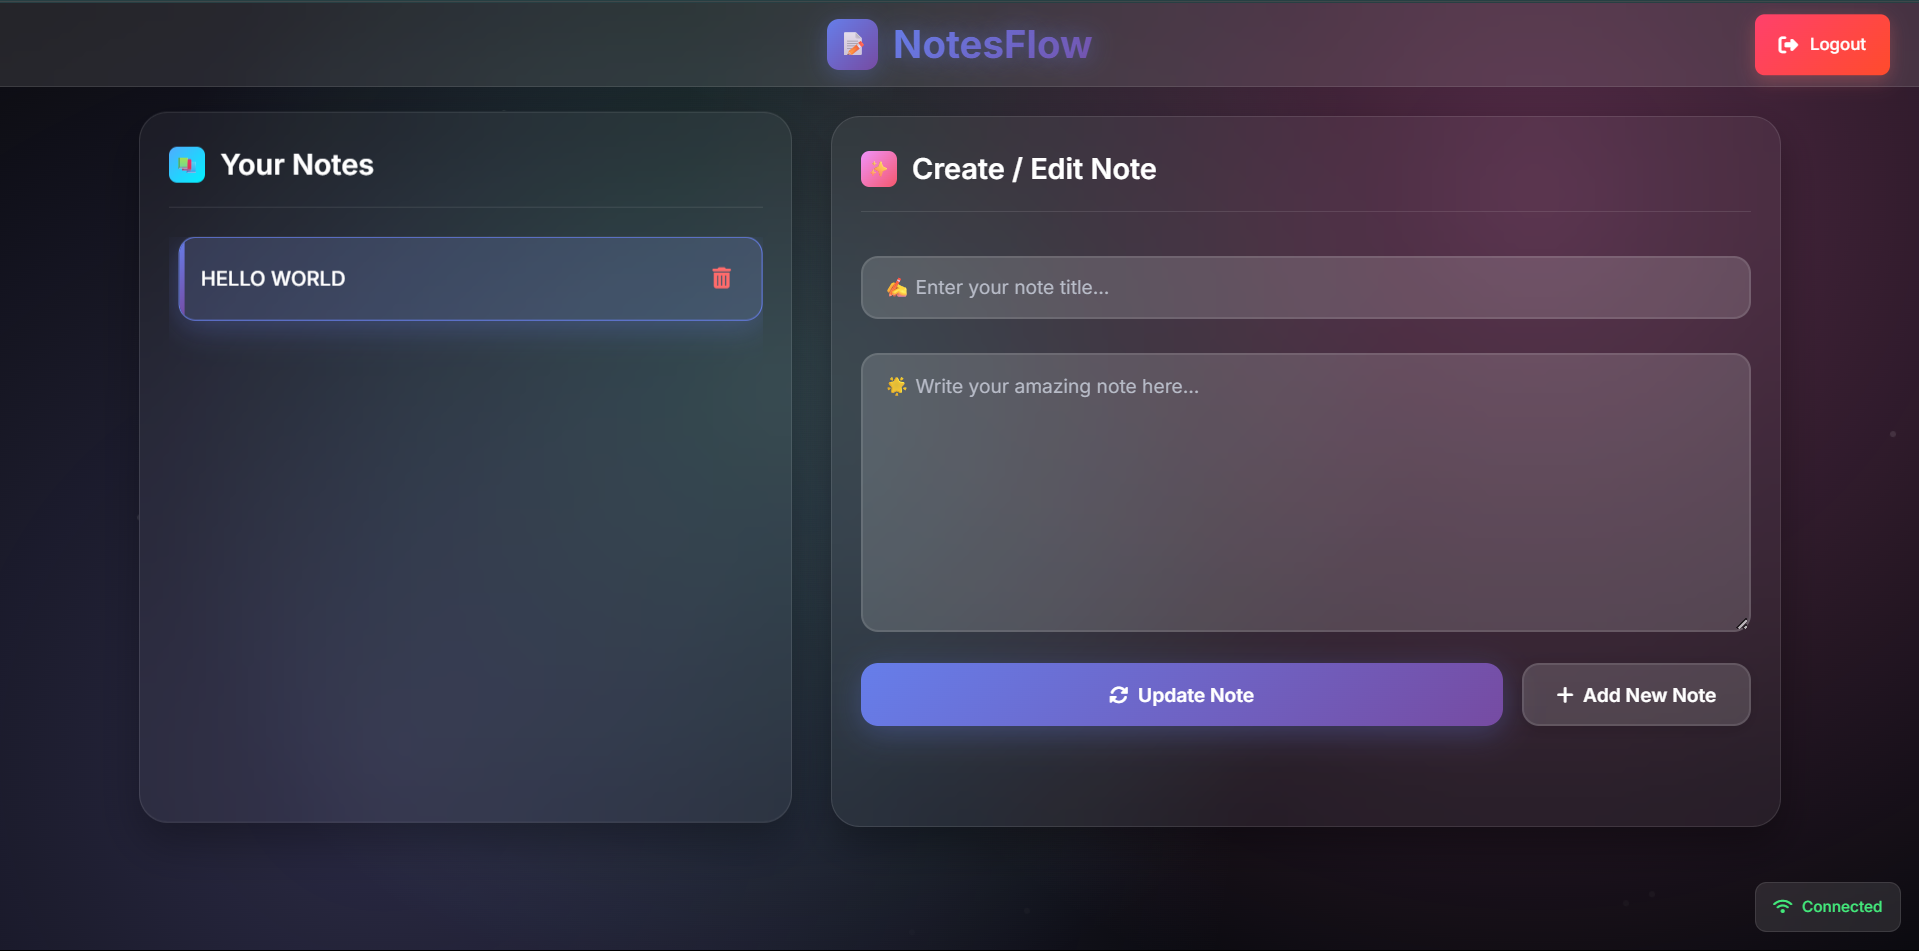 NotesFlow
Logout
Your Notes
HELLO WORLD
Create / Edit Note
✍️ Enter your note title...
🌟 Write your amazing note here...
Update Note
Add New Note
Connected